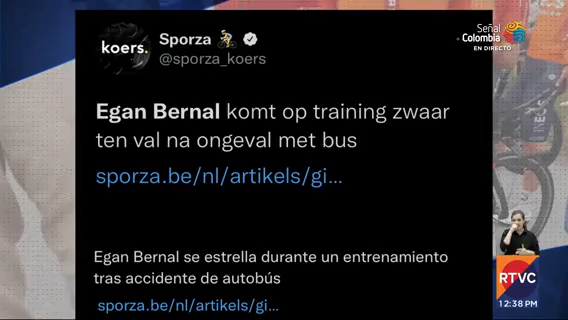 Señal
Colombia
EN DIRECTO
koers.
Sporza
@sporza_koers
Egan Bernal komt op training zwaar
ten val na ongeval met bus
sporza.be/nl/artikels/gi...
Egan Bernal se estrella durante un entrenamiento
tras accidente de autobús
sporza.be/nl/artikels/gi...
RTVC
12:38 PM